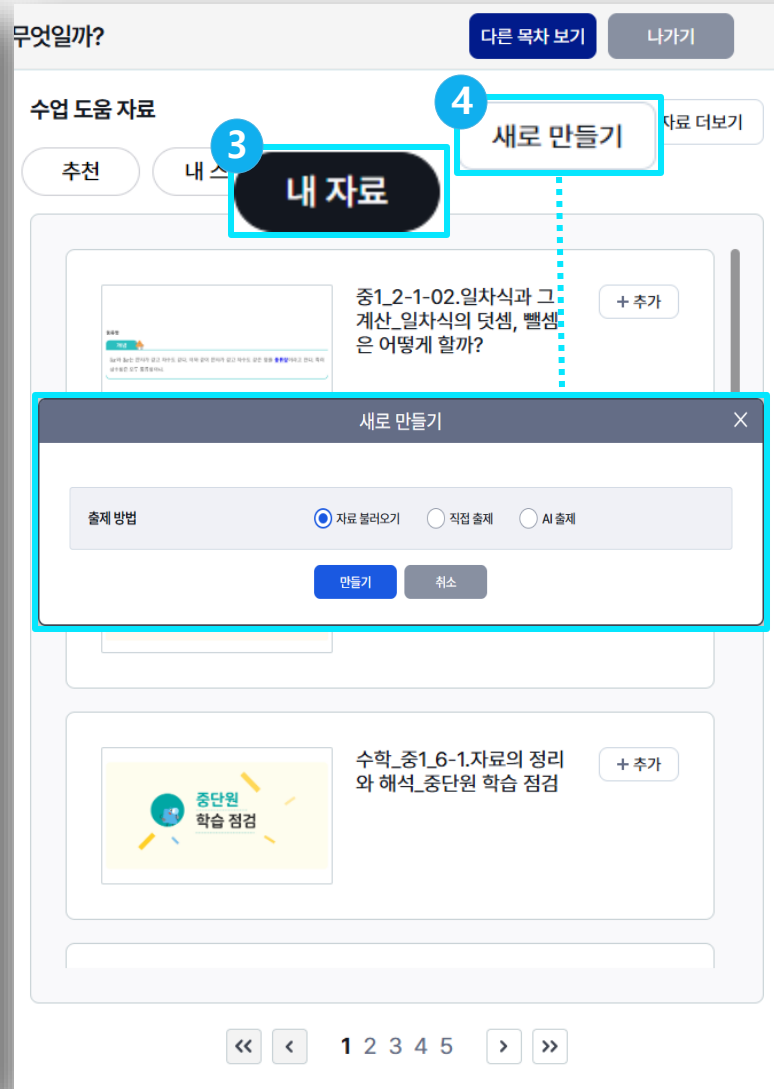 무엇일까?
다른 목차 보기
나가기
수업 도움 자료
4
새로 만들기
자료 더보기
추천
내 스
3
내 자료
중1_2-1-02.일차식과 그
계산_일차식의 덧셈, 뺄셈
은 어떻게 할까?
+ 추가
새로 만들기
출제 방법
자료 불러오기
직접 출제
AI 출제
만들기
취소
수학_중1_6-1.자료의 정리
와 해석_중단원 학습 점검
+ 추가
중단원
학습 점검
1 2 3 4 5